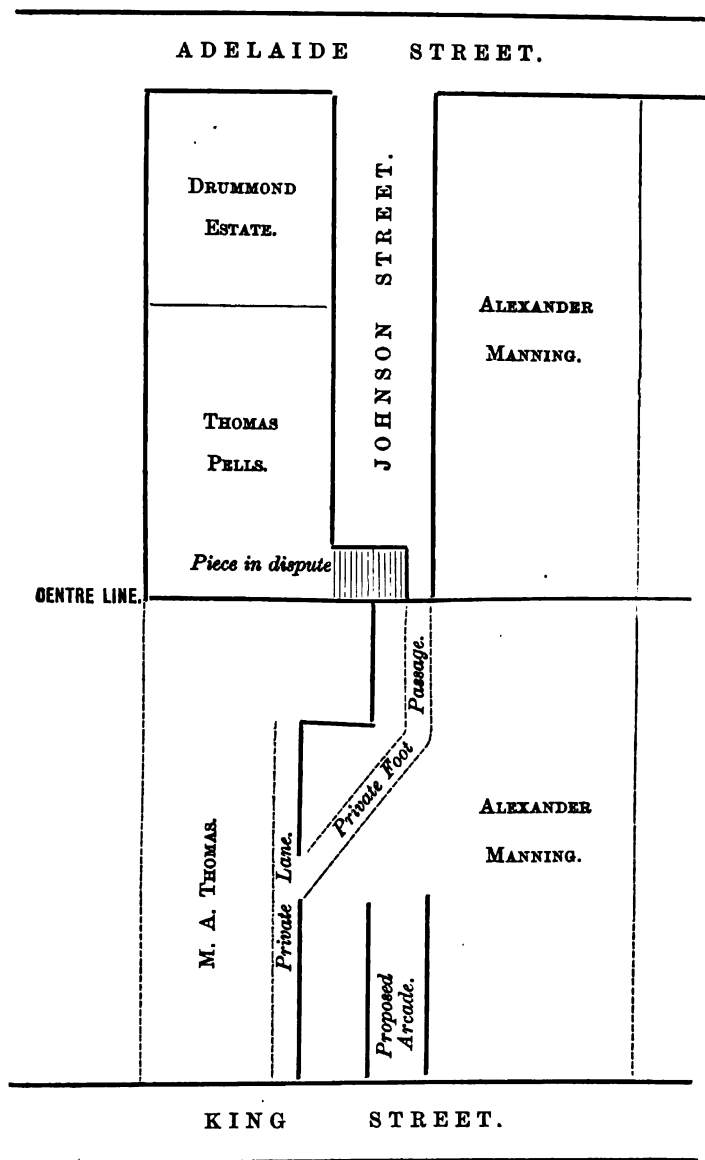 ADELAIDE STREET.
DRUMMOND
ESTATE.
JOHNSON STREET.
ALEXANDER
MANNING.
THOMAS
PELLS.
Piece in dispute
CENTRE LINE.
Passage.
Private Foot
M. A. THOMAS.
Private Lane.
ALEXANDER
MANNING.
Proposed
Arcade.
KING STREET.